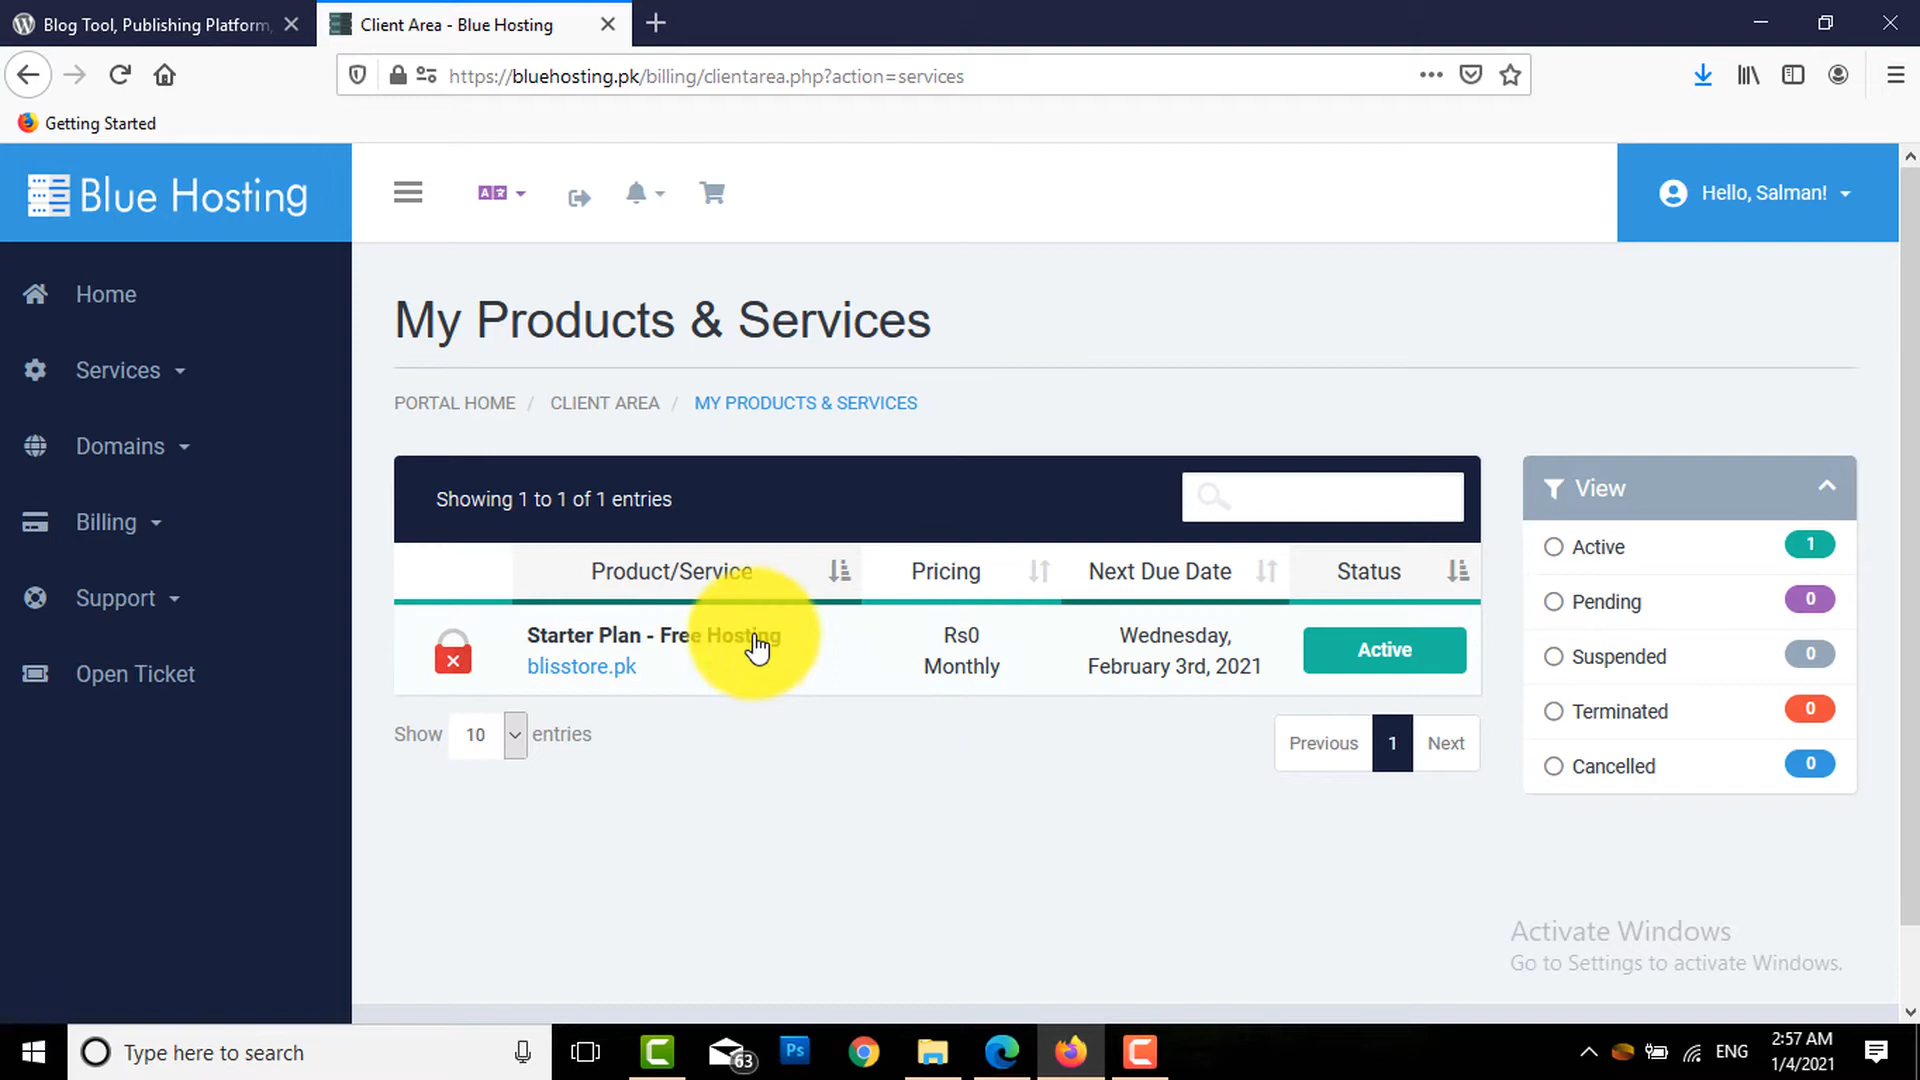 Blog Tool, Publishing Platform,
Client Area - Blue Hosting
https://bluehosting.pk/billing/clientarea.php?action=services
Getting Started
Blue Hosting
Hello, Salman!
Home
Services
Domains
Billing
Support
Open Ticket
My Products & Services
PORTAL HOME / CLIENT AREA / MY PRODUCTS & SERVICES
Showing 1 to 1 of 1 entries
Product/Service Pricing Next Due Date Status
Starter Plan - Free Hosting
blisstore.pk
Rs0
Monthly
Wednesday,
February 3rd, 2021
Active
Show 10 entries
Previous 1 Next
View
Active 1
Pending 0
Suspended 0
Terminated 0
Cancelled 0
Activate Windows
Go to Settings to activate Windows.
Type here to search
63
Ps
ENG
2:57 AM
1/4/2021